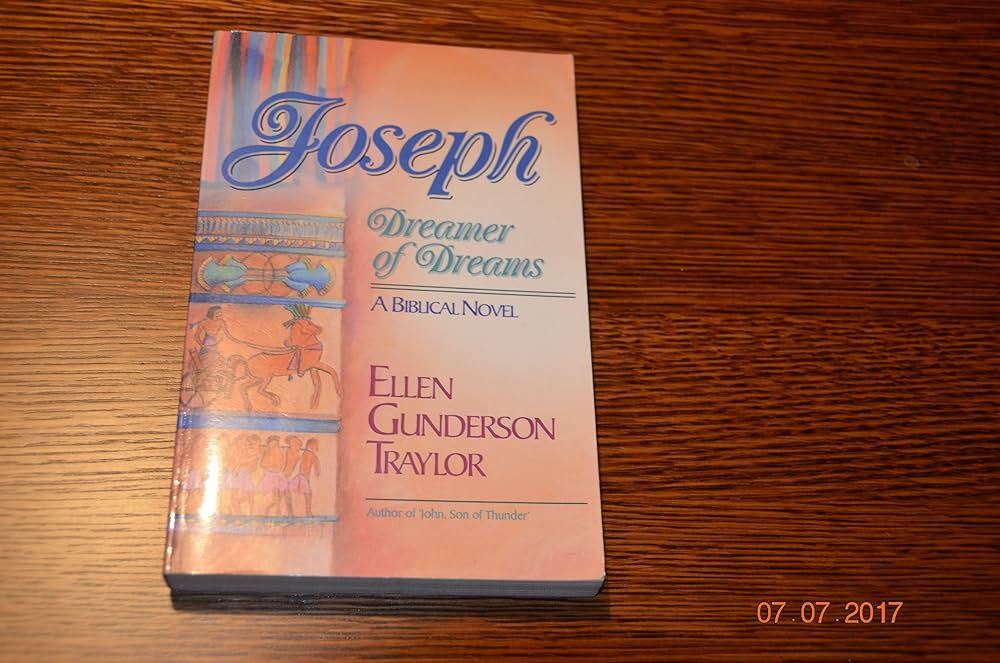 Joseph
Dreamer
of Dreams
A BIBLICAL NOVEL
ELLEN
GUNDERSON
TRAYLOR
Author of 'John, Son of Thunder'
07.07.2017